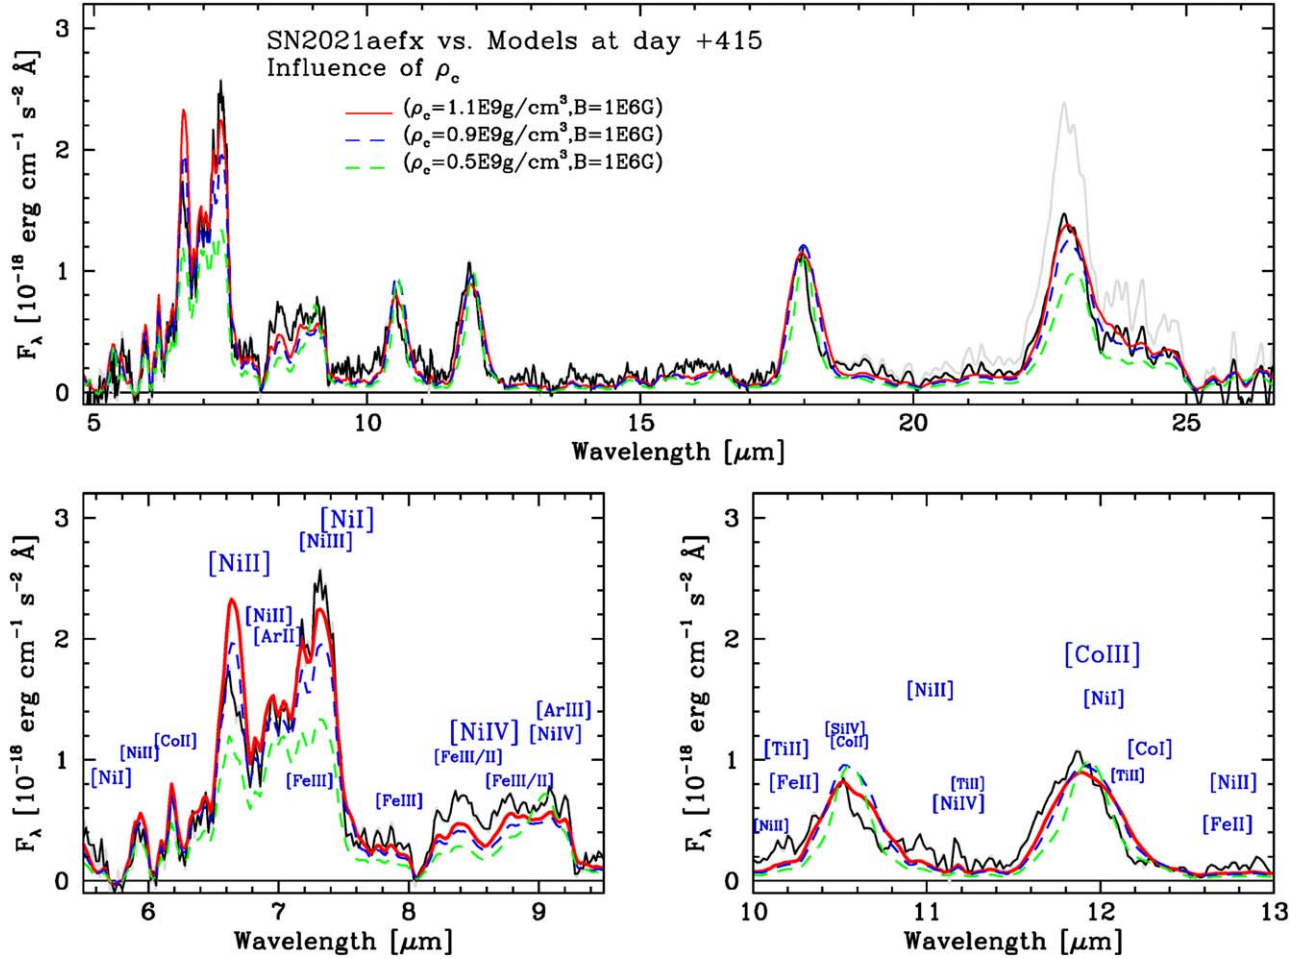 SN2021aefx vs. Models at day +415
Influence of ρc
(ρc=1.1E9g/cm³,B=1E6G)
(ρc=0.9E9g/cm³,B=1E6G)
(ρc=0.5E9g/cm³,B=1E6G)
3
2
1
0
Fλ [10⁻¹⁸ erg cm⁻¹ s⁻² Å]
5 10 15 20 25
Wavelength [μm]
[NiI]
[NiIII]
[NiII]
[NiII]
[ArII]
[ArIII]
[NiIV] [NiIV]
[CoII]
[NiII]
[FeIII/II]
[NiI] [FeIII] [FeIII/II]
[FeIII]
3
2
1
0
Fλ [10⁻¹⁸ erg cm⁻¹ s⁻² Å]
6 7 8 9
Wavelength [μm]
[CoIII]
[NiII] [NiI]
[SiIV]
[TiII] [CoII] [CoI]
[FeII] [TiII] [TiII] [NiII]
[NiIV]
[NiII] [FeII]
3
2
1
0
Fλ [10⁻¹⁸ erg cm⁻¹ s⁻² Å]
10 11 12 13
Wavelength [μm]